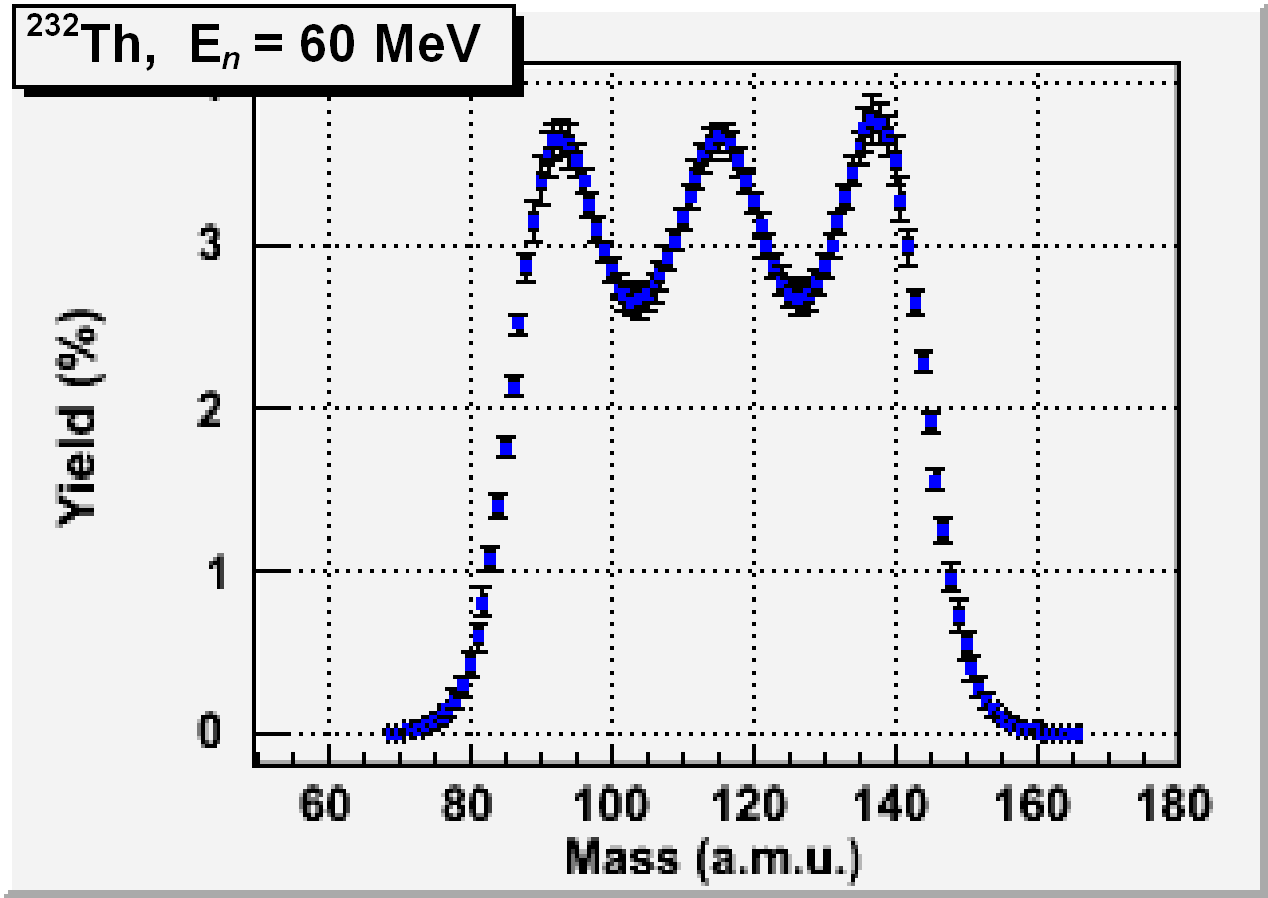 ²³²Th, Eₙ = 60 MeV
3
2
1
0
Yield (%)
60 80 100 120 140 160 180
Mass (a.m.u.)